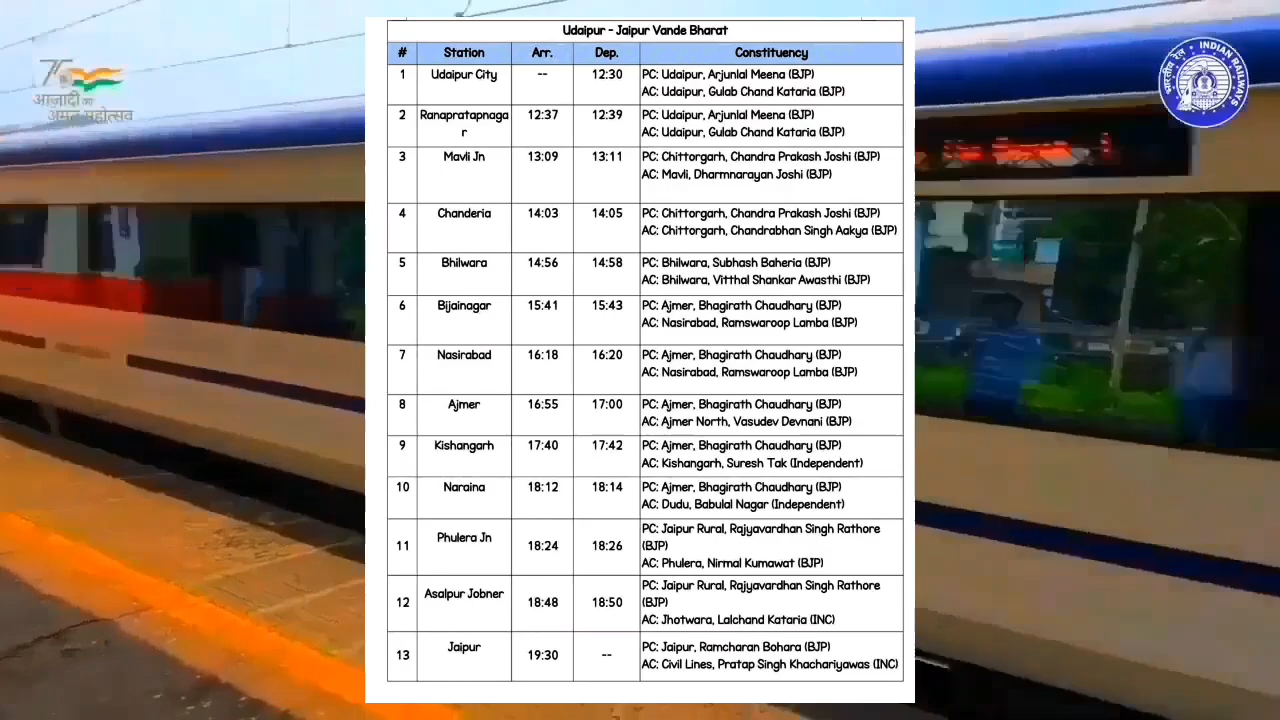 Udaipur - Jaipur Vande Bharat
# Station Arr. Dep. Constituency
1 Udaipur City -- 12:30 PC: Udaipur, Arjunlal Meena (BJP)
AC: Udaipur, Gulab Chand Kataria (BJP)
2 Ranapratapnaga 12:37 12:39 PC: Udaipur, Arjunlal Meena (BJP)
r AC: Udaipur, Gulab Chand Kataria (BJP)
3 Mavli Jn 13:09 13:11 PC: Chittorgarh, Chandra Prakash Joshi (BJP)
AC: Mavli, Dharmnarayan Joshi (BJP)
4 Chanderia 14:03 14:05 PC: Chittorgarh, Chandra Prakash Joshi (BJP)
AC: Chittorgarh, Chandrabhan Singh Aakya (BJP)
5 Bhilwara 14:56 14:58 PC: Bhilwara, Subhash Baheria (BJP)
AC: Bhilwara, Vitthal Shankar Awasthi (BJP)
6 Bijainagar 15:41 15:43 PC: Ajmer, Bhagirath Chaudhary (BJP)
AC: Nasirabad, Ramswaroop Lamba (BJP)
7 Nasirabad 16:18 16:20 PC: Ajmer, Bhagirath Chaudhary (BJP)
AC: Nasirabad, Ramswaroop Lamba (BJP)
8 Ajmer 16:55 17:00 PC: Ajmer, Bhagirath Chaudhary (BJP)
AC: Ajmer North, Vasudev Devnani (BJP)
9 Kishangarh 17:40 17:42 PC: Ajmer, Bhagirath Chaudhary (BJP)
AC: Kishangarh, Suresh Tak (Independent)
10 Naraina 18:12 18:14 PC: Ajmer, Bhagirath Chaudhary (BJP)
AC: Dudu, Babulal Nagar (Independent)
11 Phulera Jn 18:24 18:26 PC: Jaipur Rural, Rajyavardhan Singh Rathore
(BJP)
AC: Phulera, Nirmal Kumawat (BJP)
12 Asalpur Jobner 18:48 18:50 PC: Jaipur Rural, Rajyavardhan Singh Rathore
(BJP)
AC: Jhotwara, Lalchand Kataria (INC)
13 Jaipur 19:30 -- PC: Jaipur, Ramcharan Bohara (BJP)
AC: Civil Lines, Pratap Singh Khachariyawas (INC)
75
आज़ादी का
अमृत महोत्सव
भारतीय रेल INDIAN RAILWAYS